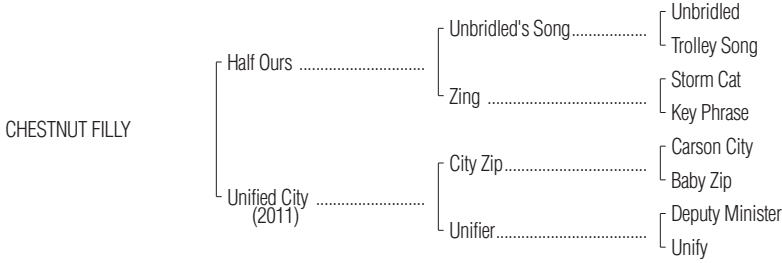 Unbridled
Unbridled's Song
Trolley Song
Half Ours
Storm Cat
Zing
Key Phrase
CHESTNUT FILLY
Carson City
City Zip
Baby Zip
Unified City
(2011)
Deputy Minister
Unifier
Unify